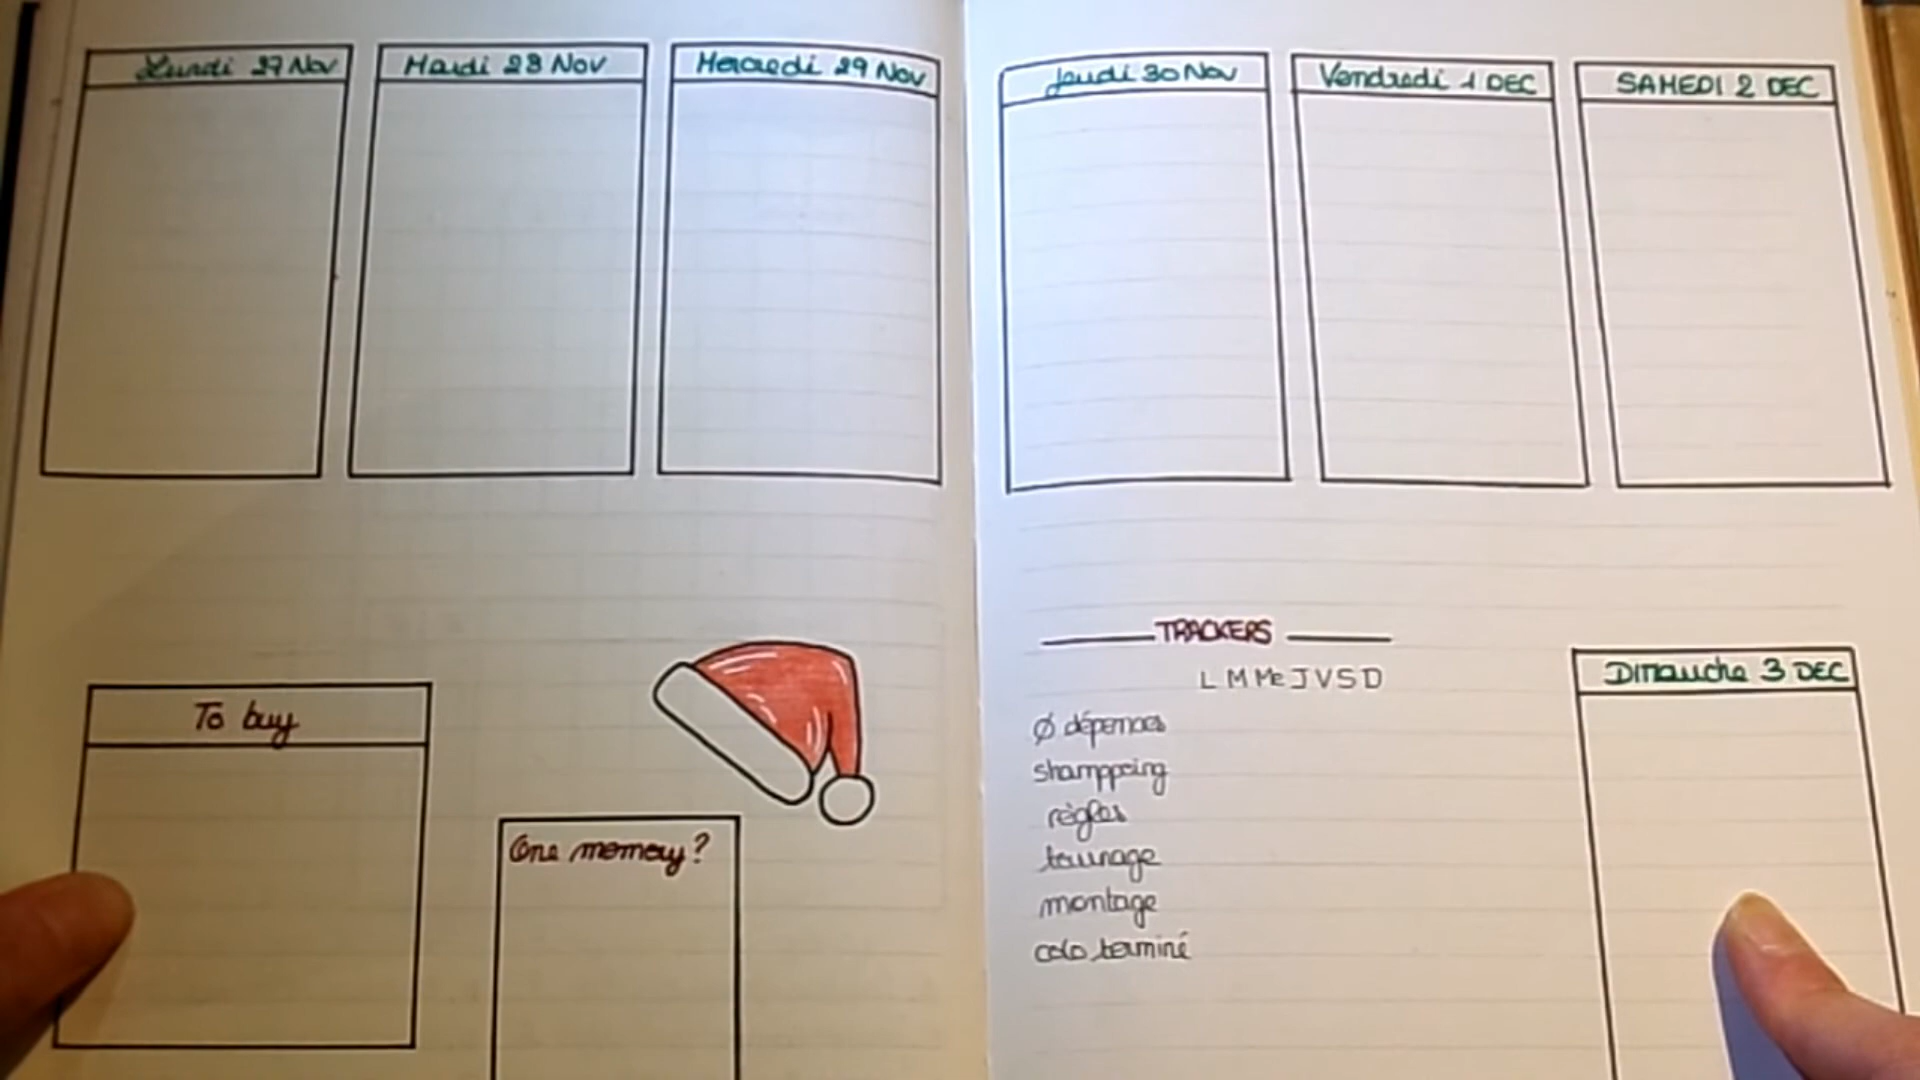 Lundi 27 Nov
Mardi 28 Nov
Mercredi 29 Nov
Jeudi 30 Nov
Vendredi 1 DEC
SAMEDI 2 DEC
To buy
One memory?
TRACKERS
L M Me J V S D
Ø dépenses
shamppoing
règles
tournage
montage
colo terminé
Dimanche 3 DEC